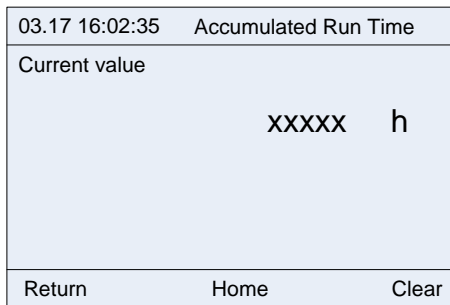 03.17 16:02:35 Accumulated Run Time
Current value
xxxxx h
Return Home Clear